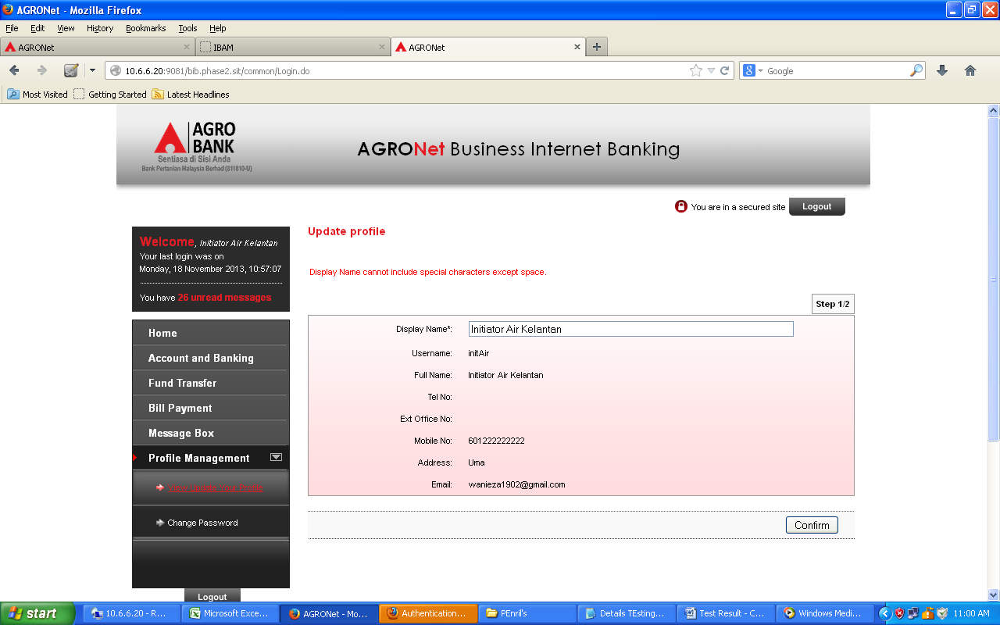 AGRONet - Mozilla Firefox
File Edit View History Bookmarks Tools Help
AGRONet IBAM AGRONet
10.6.6.20:9081/bib.phase2.sit/common/Login.do Google
Most Visited Getting Started Latest Headlines
AGRO BANK
Sentiasa di Sisi Anda
Bank Pertanian Malaysia Berhad (811810-U)
AGRONet Business Internet Banking
You are in a secured site Logout
Welcome, Initiator Air Kelantan
Your last login was on
Monday, 18 November 2013, 10:57:07
You have 26 unread messages
Home
Account and Banking
Fund Transfer
Bill Payment
Message Box
Profile Management
Change Password
Logout
Update profile
Display Name cannot include special characters except space.
Step 1/2
Display Name*: Initiator Air Kelantan
Username: initAir
Full Name: Initiator Air Kelantan
Tel No:
Ext Office No:
Mobile No: 601222222222
Address: Uma
Email: wanieza1902@gmail.com
Confirm
start 10.6.6.20 - R... Microsoft Exce... AGRONet - Mo... Authentication... PEnril's Details TEsting... Test Result - C... Windows Medi... 11:00 AM